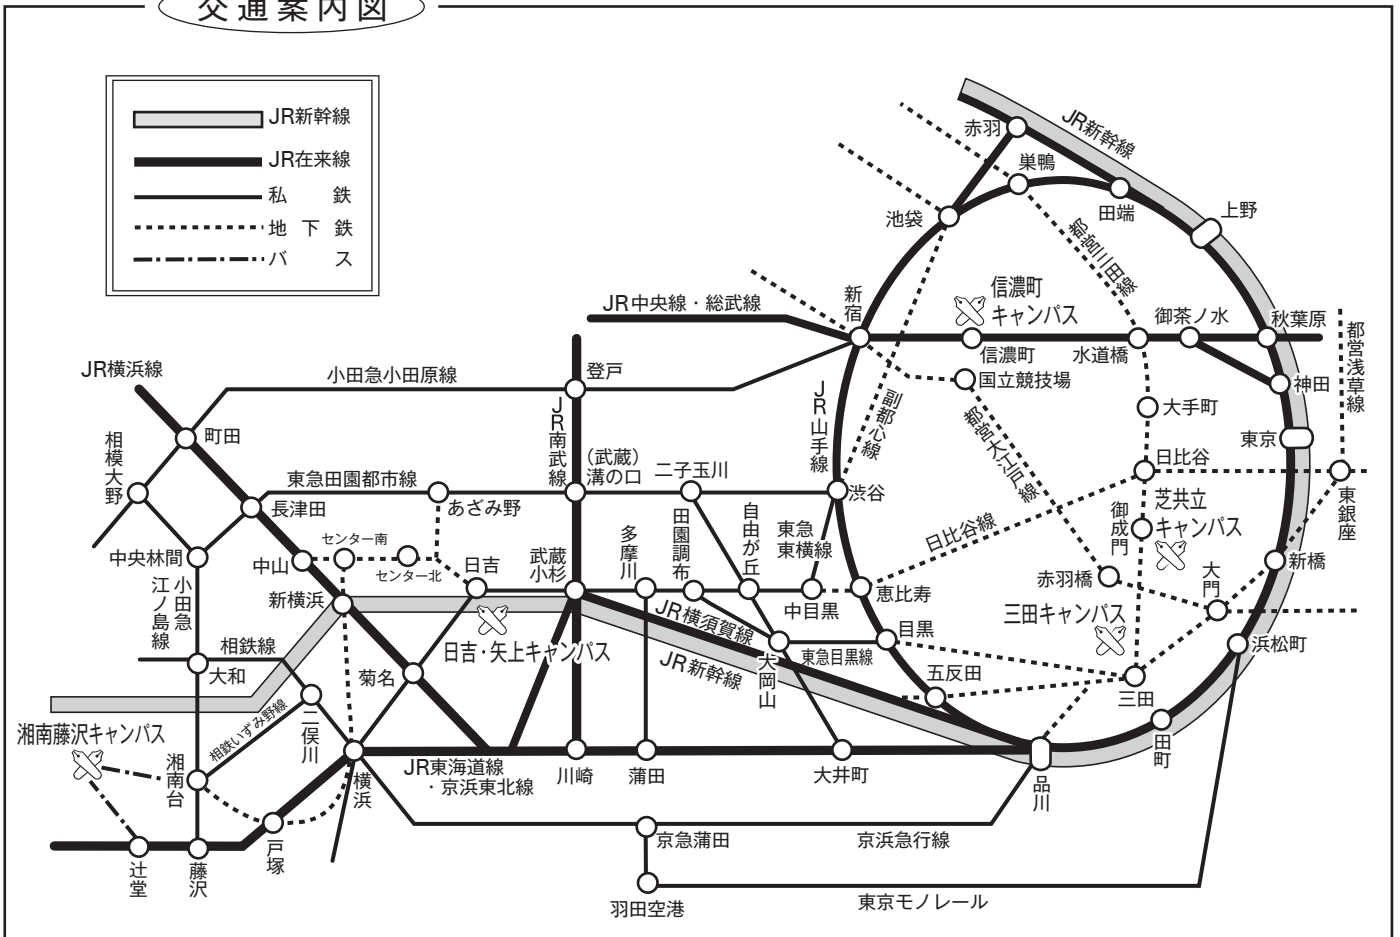 交通案内図
JR新幹線
JR在来線
私鉄
地下鉄
バス
赤羽
JR新幹線
巣鴨
池袋
田端
上野
都営三田線
新宿
信濃町
キャンパス
JR中央線・総武線
御茶ノ水
秋葉原
信濃町
水道橋
都営浅草線
JR横浜線
小田急小田原線
登戸
国立競技場
神田
JR南武線
JR山手線
副都心線
都営大江戸線
大手町
町田
相模大野
東京
日比谷
東急田園都市線
(武蔵)
溝の口
二子玉川
渋谷
芝共立
キャンパス
東銀座
長津田
あざみ野
御成門
多摩川
田園調布
自由が丘
東急
東横線
日比谷線
センター南
中央林間
中山
センター北
日吉
武蔵
小杉
新橋
大門
赤羽橋
小田急
江ノ島線
新横浜
中目黒
恵比寿
三田キャンパス
JR横須賀線
目黒
日吉・矢上キャンパス
相鉄線
JR新幹線
大岡山
東急目黒線
浜松町
大和
菊名
五反田
三田
相鉄いずみ野線
二俣川
湘南藤沢キャンパス
田町
湘南台
横浜
JR東海道線
・京浜東北線
川崎
蒲田
大井町
品川
戸塚
京急蒲田
京浜急行線
辻堂
藤沢
羽田空港
東京モノレール